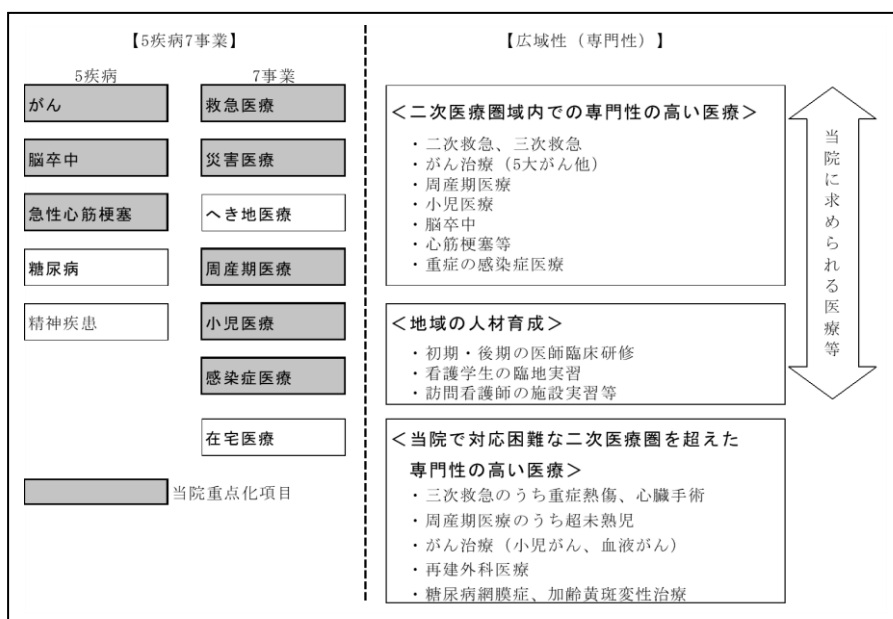 【5疾病7事業】
5疾病
7事業
がん
脳卒中
急性心筋梗塞
糖尿病
精神疾患
救急医療
災害医療
へき地医療
周産期医療
小児医療
感染症医療
在宅医療
当院重点化項目
【広域性（専門性）】
＜二次医療圏域内での専門性の高い医療＞
・二次救急、三次救急
・がん治療（5大がん他）
・周産期医療
・小児医療
・脳卒中
・心筋梗塞等
・重症の感染症医療
＜地域の人材育成＞
・初期・後期の医師臨床研修
・看護学生の臨地実習
・訪問看護師の施設実習等
＜当院で対応困難な二次医療圏を超えた
専門性の高い医療＞
・三次救急のうち重症熱傷、心臓手術
・周産期医療のうち超未熟児
・がん治療（小児がん、血液がん）
・再建外科医療
・糖尿病網膜症、加齢黄斑変性治療
当院に求められる医療等